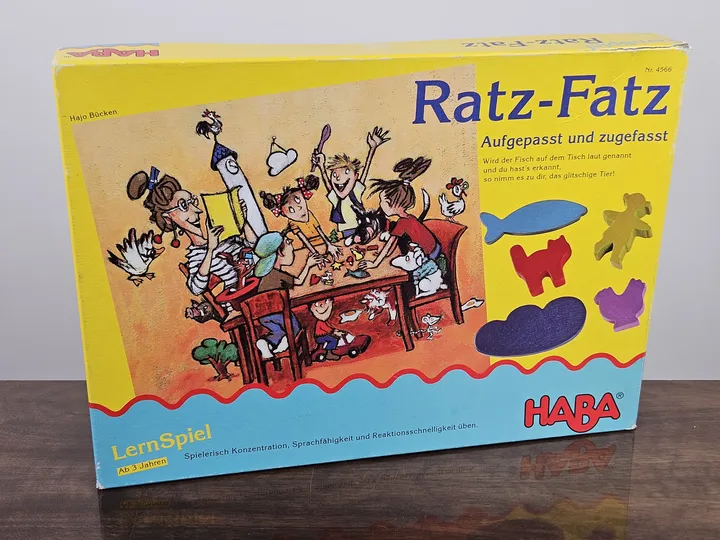 HABA
Ratz-Fatz
Nr. 4566
Hajo Bücken
Ratz-Fatz
Aufgepasst und zugefasst
Wird der Fisch auf dem Tisch laut genannt
und du hast's erkannt,
so nimm es zu dir, das glitschige Tier!
HABA®
LernSpiel
Ab 3 Jahren
Spielerisch Konzentration, Sprachfähigkeit und Reaktionsschnelligkeit üben.